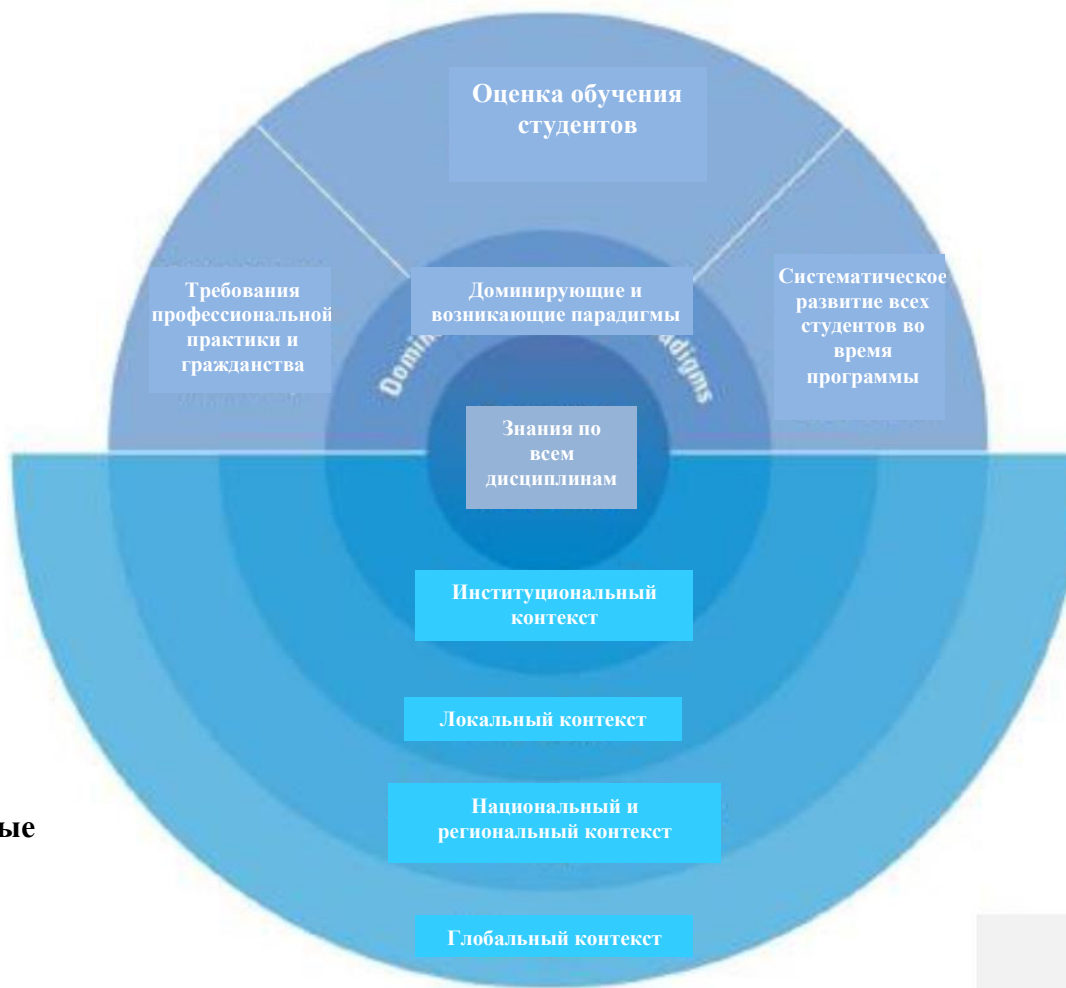 Оценка обучения
студентов
Требования
профессиональной
практики и
гражданства
Доминирующие и
возникающие парадигмы
Систематическое
развитие всех
студентов во
время
программы
Знания по
всем
дисциплинам
Институциональный
контекст
Локальный контекст
Национальный и
региональный контекст
ые
Глобальный контекст